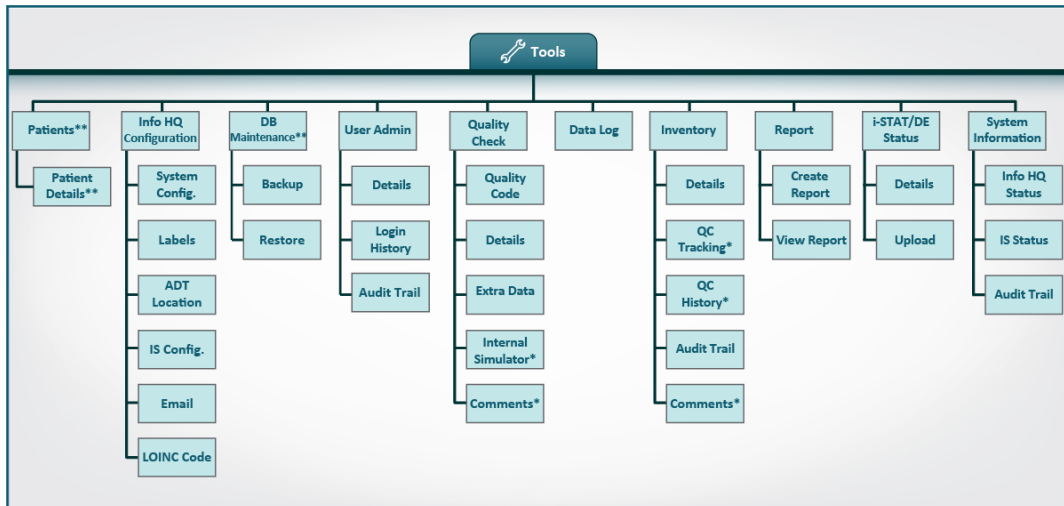 Tools
Patients**
Info HQ
Configuration
DB
Maintenance**
User Admin
Quality
Check
Data Log
Inventory
Report
i-STAT/DE
Status
System
Information
Patient
Details**
System
Config.
Labels
ADT
Location
IS Config.
Email
LOINC Code
Backup
Restore
Details
Login
History
Audit Trail
Quality
Code
Details
Extra Data
Internal
Simulator*
Comments*
Details
QC
Tracking*
QC
History*
Audit Trail
Comments*
Create
Report
View Report
Details
Upload
Info HQ
Status
IS Status
Audit Trail